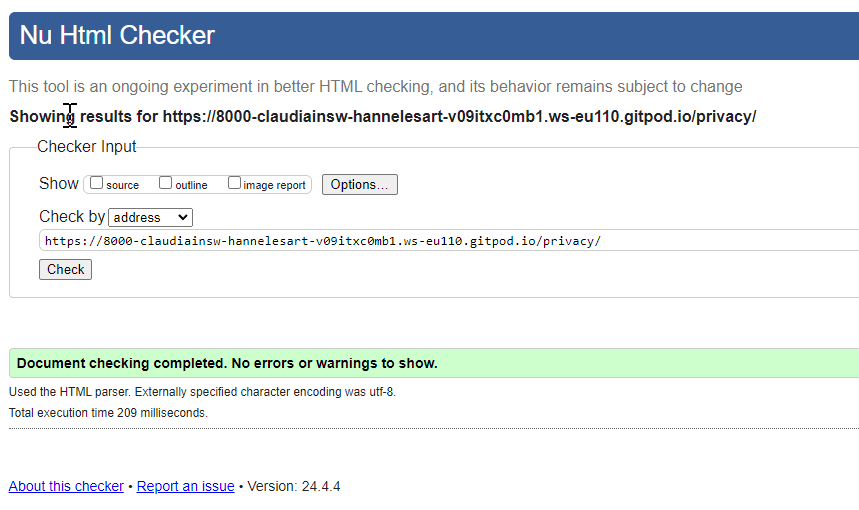 Nu Html Checker
This tool is an ongoing experiment in better HTML checking, and its behavior remains subject to change
Showing results for https://8000-claudiainsw-hannelesart-v09itxc0mb1.ws-eu110.gitpod.io/privacy/
Checker Input
Show source outline image report Options...
Check by address
https://8000-claudiainsw-hannelesart-v09itxc0mb1.ws-eu110.gitpod.io/privacy/
Check
Document checking completed. No errors or warnings to show.
Used the HTML parser. Externally specified character encoding was utf-8.
Total execution time 209 milliseconds.
About this checker • Report an issue • Version: 24.4.4